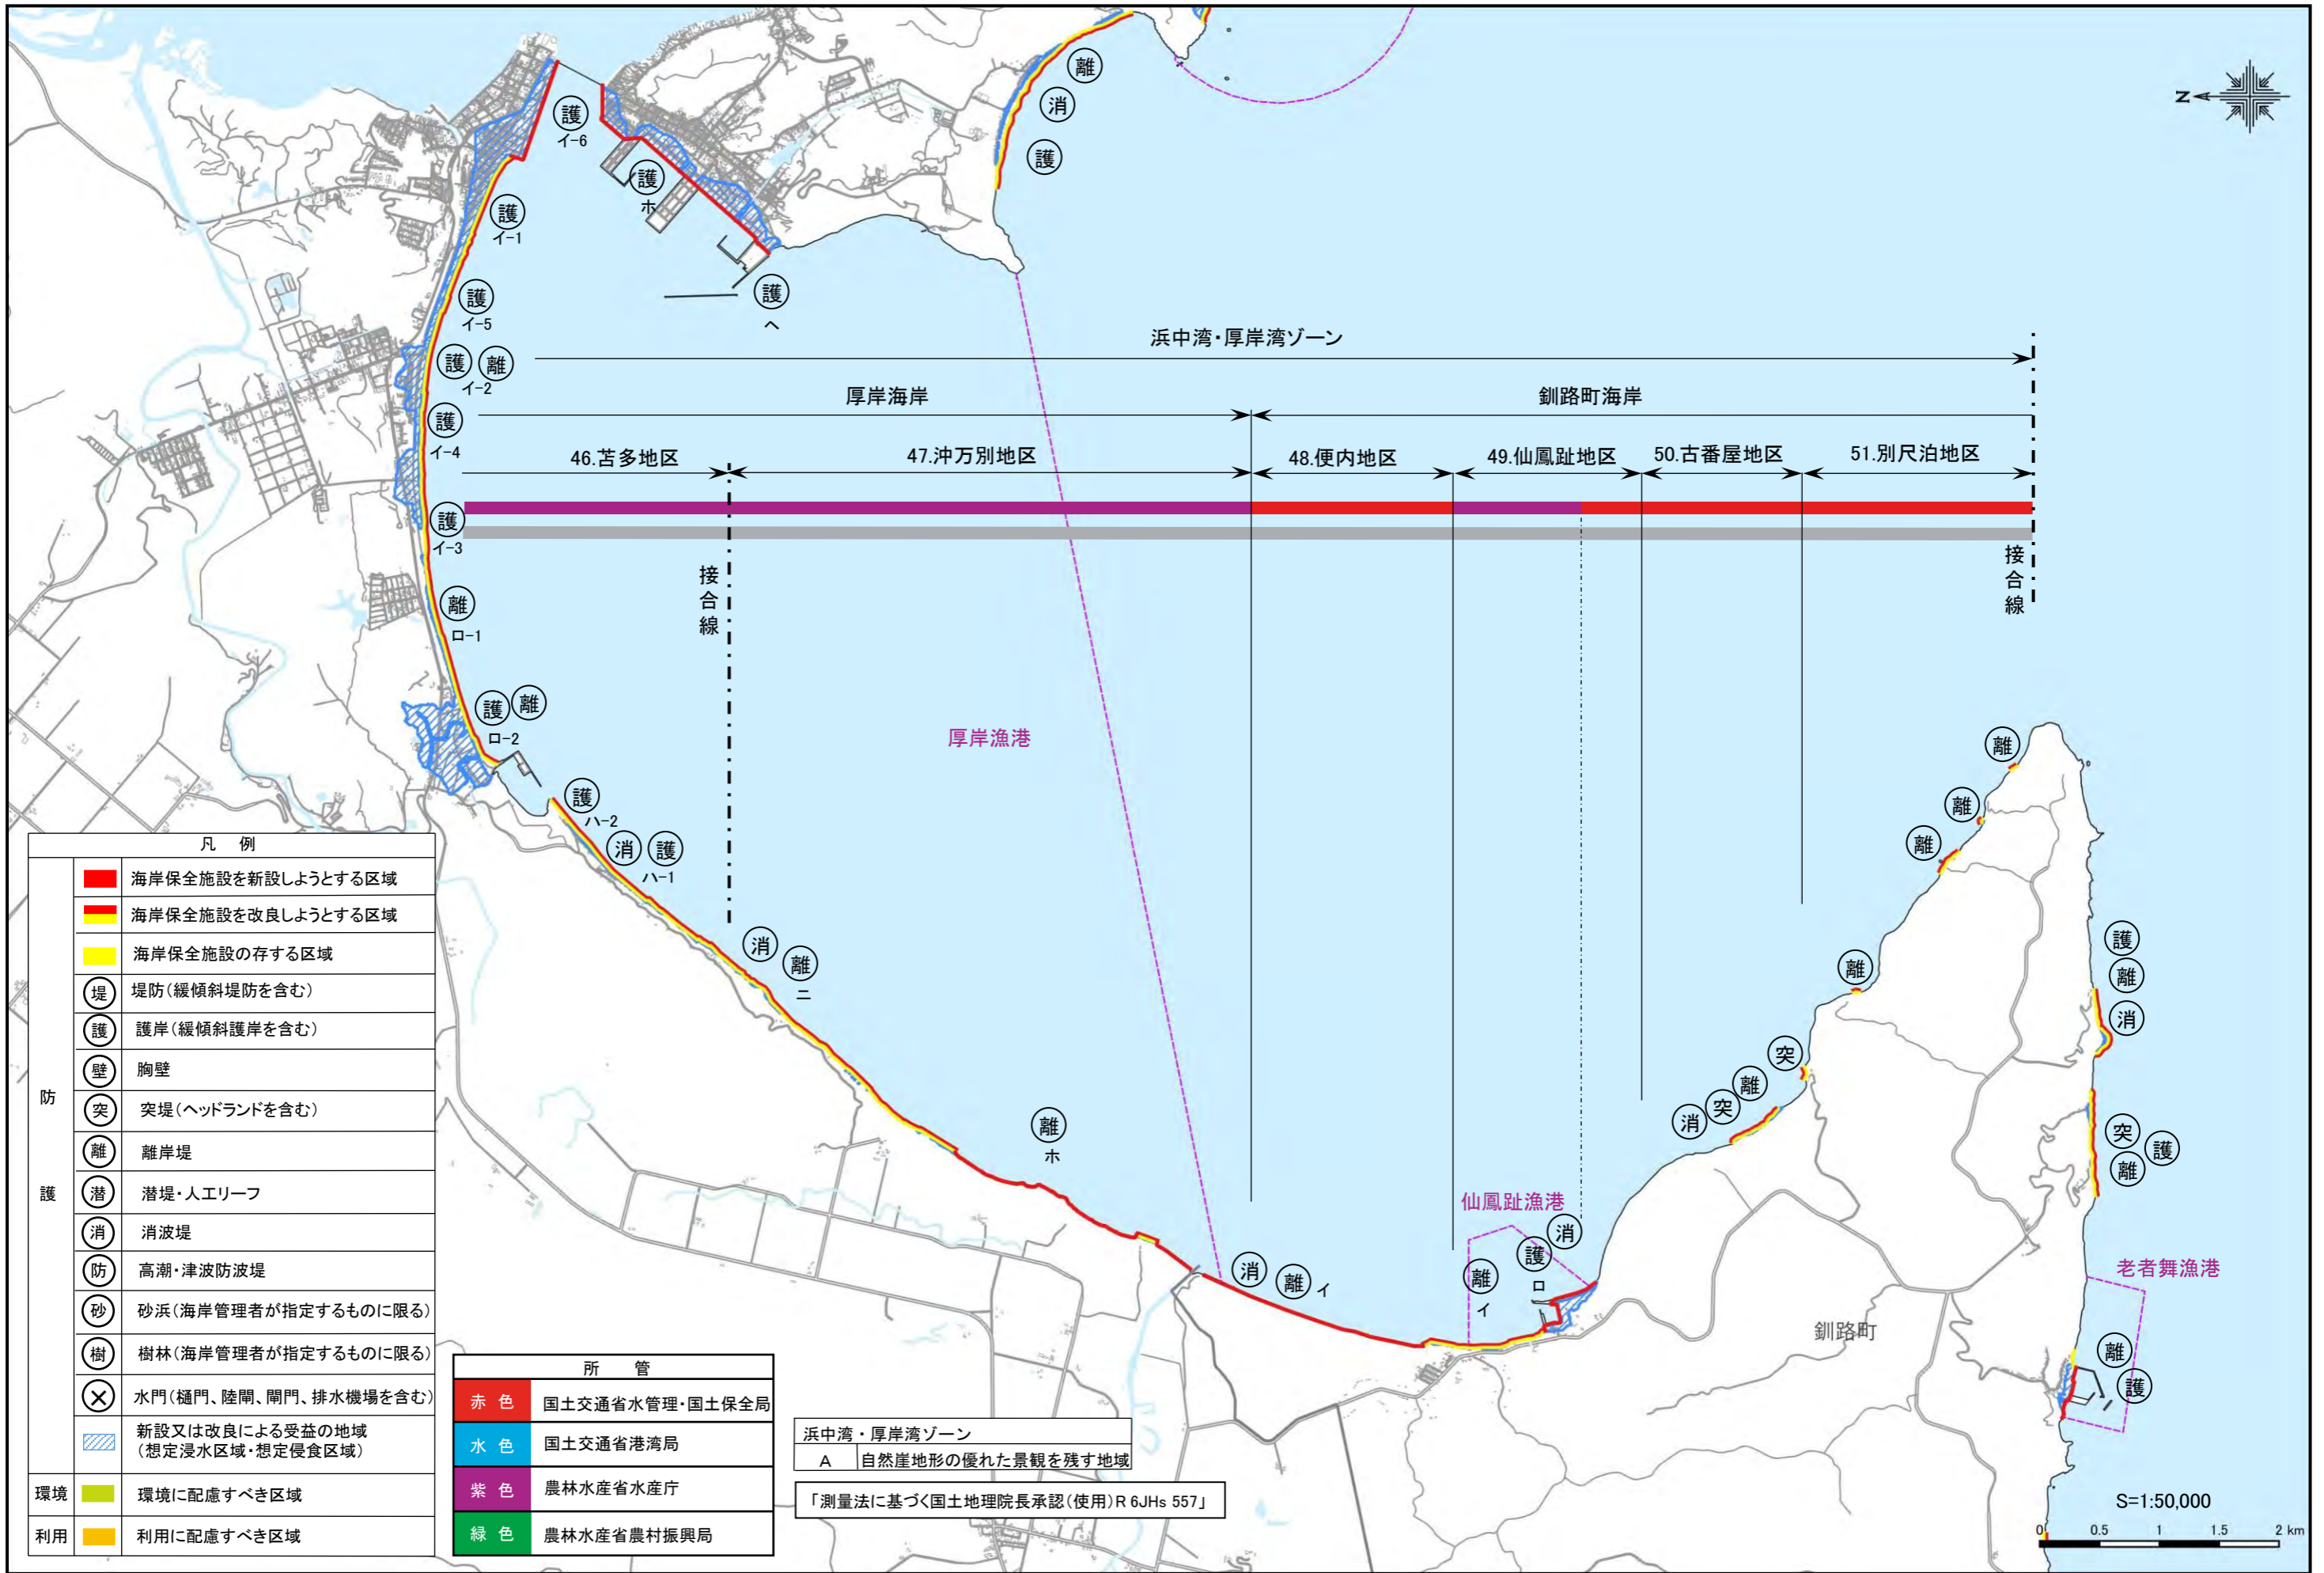 離
消
護
N
護
イ-6
護
ホ
護
イ-1
護
ヘ
護
イ-5
護 離
イ-2
護
イ-4
護
イ-3
離
ロ-1
護 離
ロ-2
護
ハ-2
消 護
ハ-1
消 離
ニ
離
ホ
浜中湾・厚岸湾ゾーン
厚岸海岸
釧路町海岸
46.苫多地区
47.沖万別地区
48.便内地区
49.仙鳳趾地区
50.古番屋地区
51.別尺泊地区
接合線
接合線
厚岸漁港
離
離
離
離
突
消 突 離
護
離
消
突 護
離
仙鳳趾漁港
消 離 イ
離
イ
護 消
ロ
老者舞漁港
離
護
釧路町
凡 例
防護
海岸保全施設を新設しようとする区域
海岸保全施設を改良しようとする区域
海岸保全施設の存する区域
堤 堤防(緩傾斜堤防を含む)
護 護岸(緩傾斜護岸を含む)
壁 胸壁
突 突堤(ヘッドランドを含む)
離 離岸堤
潜 潜堤・人工リーフ
消 消波堤
防 高潮・津波防波堤
砂 砂浜(海岸管理者が指定するものに限る)
樹 樹林(海岸管理者が指定するものに限る)
水門(樋門、陸閘、閘門、排水機場を含む)
新設又は改良による受益の地域
(想定浸水区域・想定侵食区域)
環境 環境に配慮すべき区域
利用 利用に配慮すべき区域
所 管
赤 色 国土交通省水管理・国土保全局
水 色 国土交通省港湾局
紫 色 農林水産省水産庁
緑 色 農林水産省農村振興局
浜中湾・厚岸湾ゾーン
A 自然崖地形の優れた景観を残す地域
「測量法に基づく国土地理院長承認(使用)R 6JHs 557」
S=1:50,000
0 0.5 1 1.5 2 km